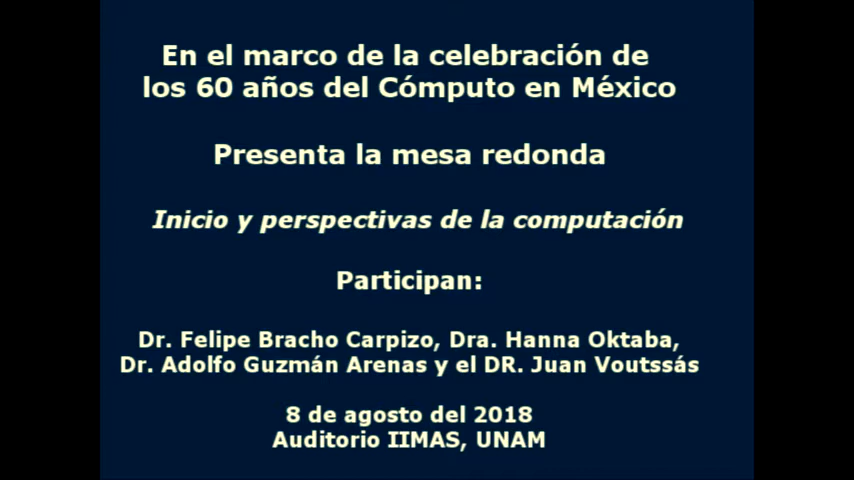 En el marco de la celebración de
los 60 años del Cómputo en México
Presenta la mesa redonda
Inicio y perspectivas de la computación
Participan:
Dr. Felipe Bracho Carpizo, Dra. Hanna Oktaba,
Dr. Adolfo Guzmán Arenas y el DR. Juan Voutssás
8 de agosto del 2018
Auditorio IIMAS, UNAM